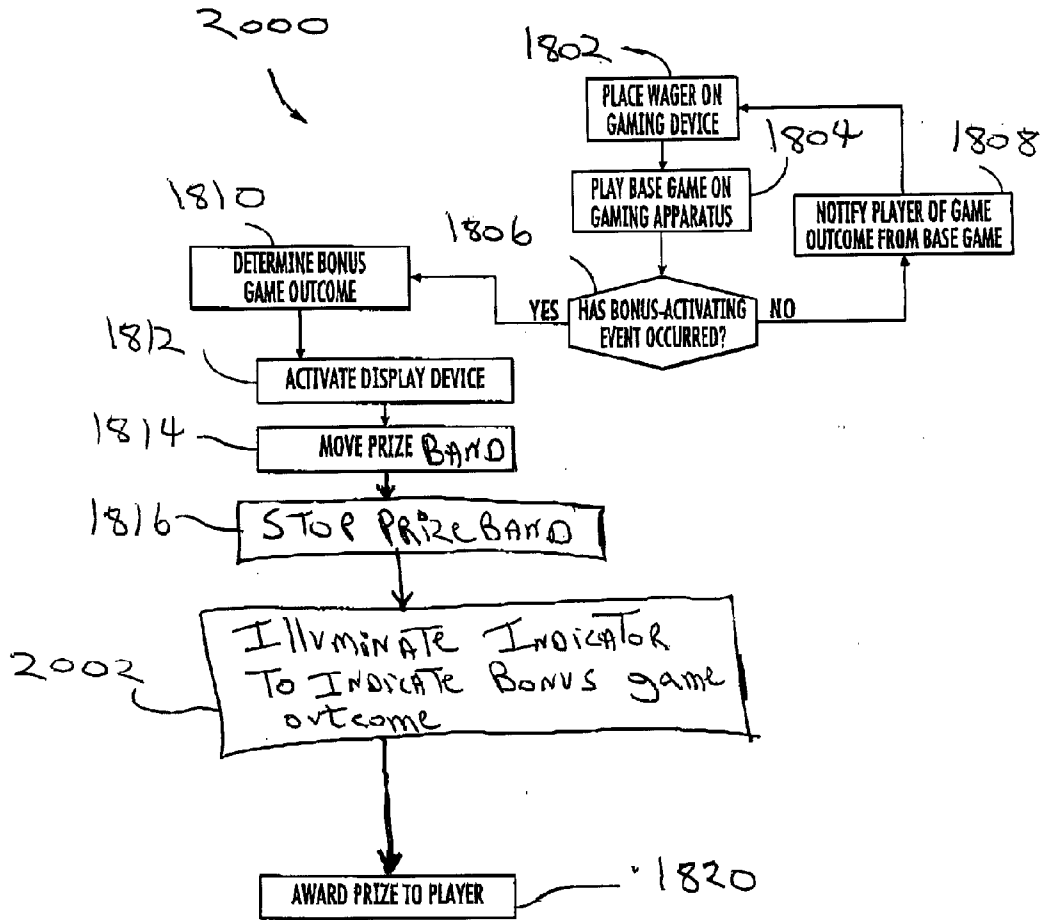 2000
1802
PLACE WAGER ON
GAMING DEVICE
1804
PLAY BASE GAME ON
GAMING APPARATUS
1808
NOTIFY PLAYER OF GAME
OUTCOME FROM BASE GAME
1806
HAS BONUS-ACTIVATING
EVENT OCCURRED?
YES
NO
1810
DETERMINE BONUS
GAME OUTCOME
1812
ACTIVATE DISPLAY DEVICE
1814
MOVE PRIZE BAND
1816
STOP PRiZe BAND
2002
IlluMiNATe INDicATOR
To INDicATE BONUS game
outcome
AWARD PRIZE TO PLAYER
1820